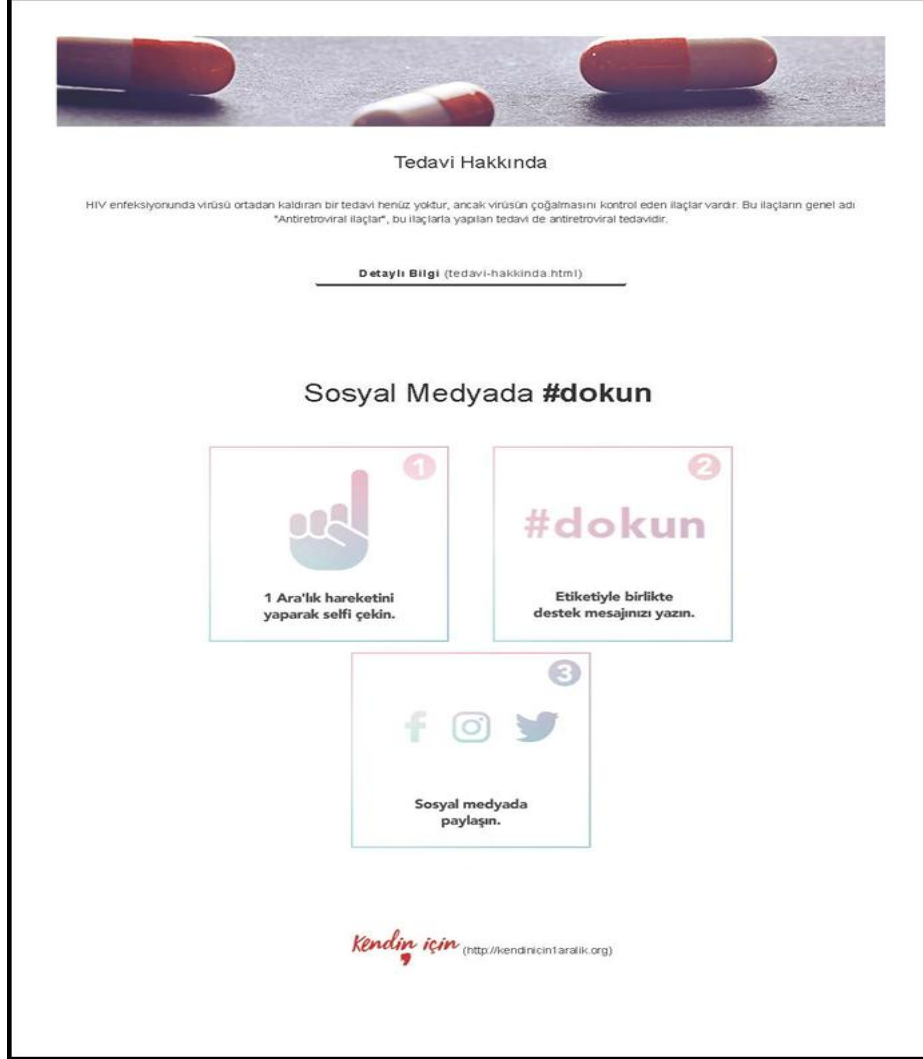 Tedavi Hakkında
HIV enfeksiyonunda virüsü ortadan kaldıran bir tedavi henüz yoktur, ancak virüsün çoğalmasını kontrol eden ilaçlar vardır. Bu ilaçların genel adı
"Antiretroviral ilaçlar", bu ilaçlarla yapılan tedavi de antiretroviral tedavidir.
Detaylı Bilgi (tedavi-hakkinda.html)
Sosyal Medyada #dokun
1
1 Ara'lık hareketini
yaparak selfi çekin.
2
#dokun
Etiketiyle birlikte
destek mesajınızı yazın.
3
Sosyal medyada
paylaşın.
Kendin için (http://kendinicin1aralik.org)